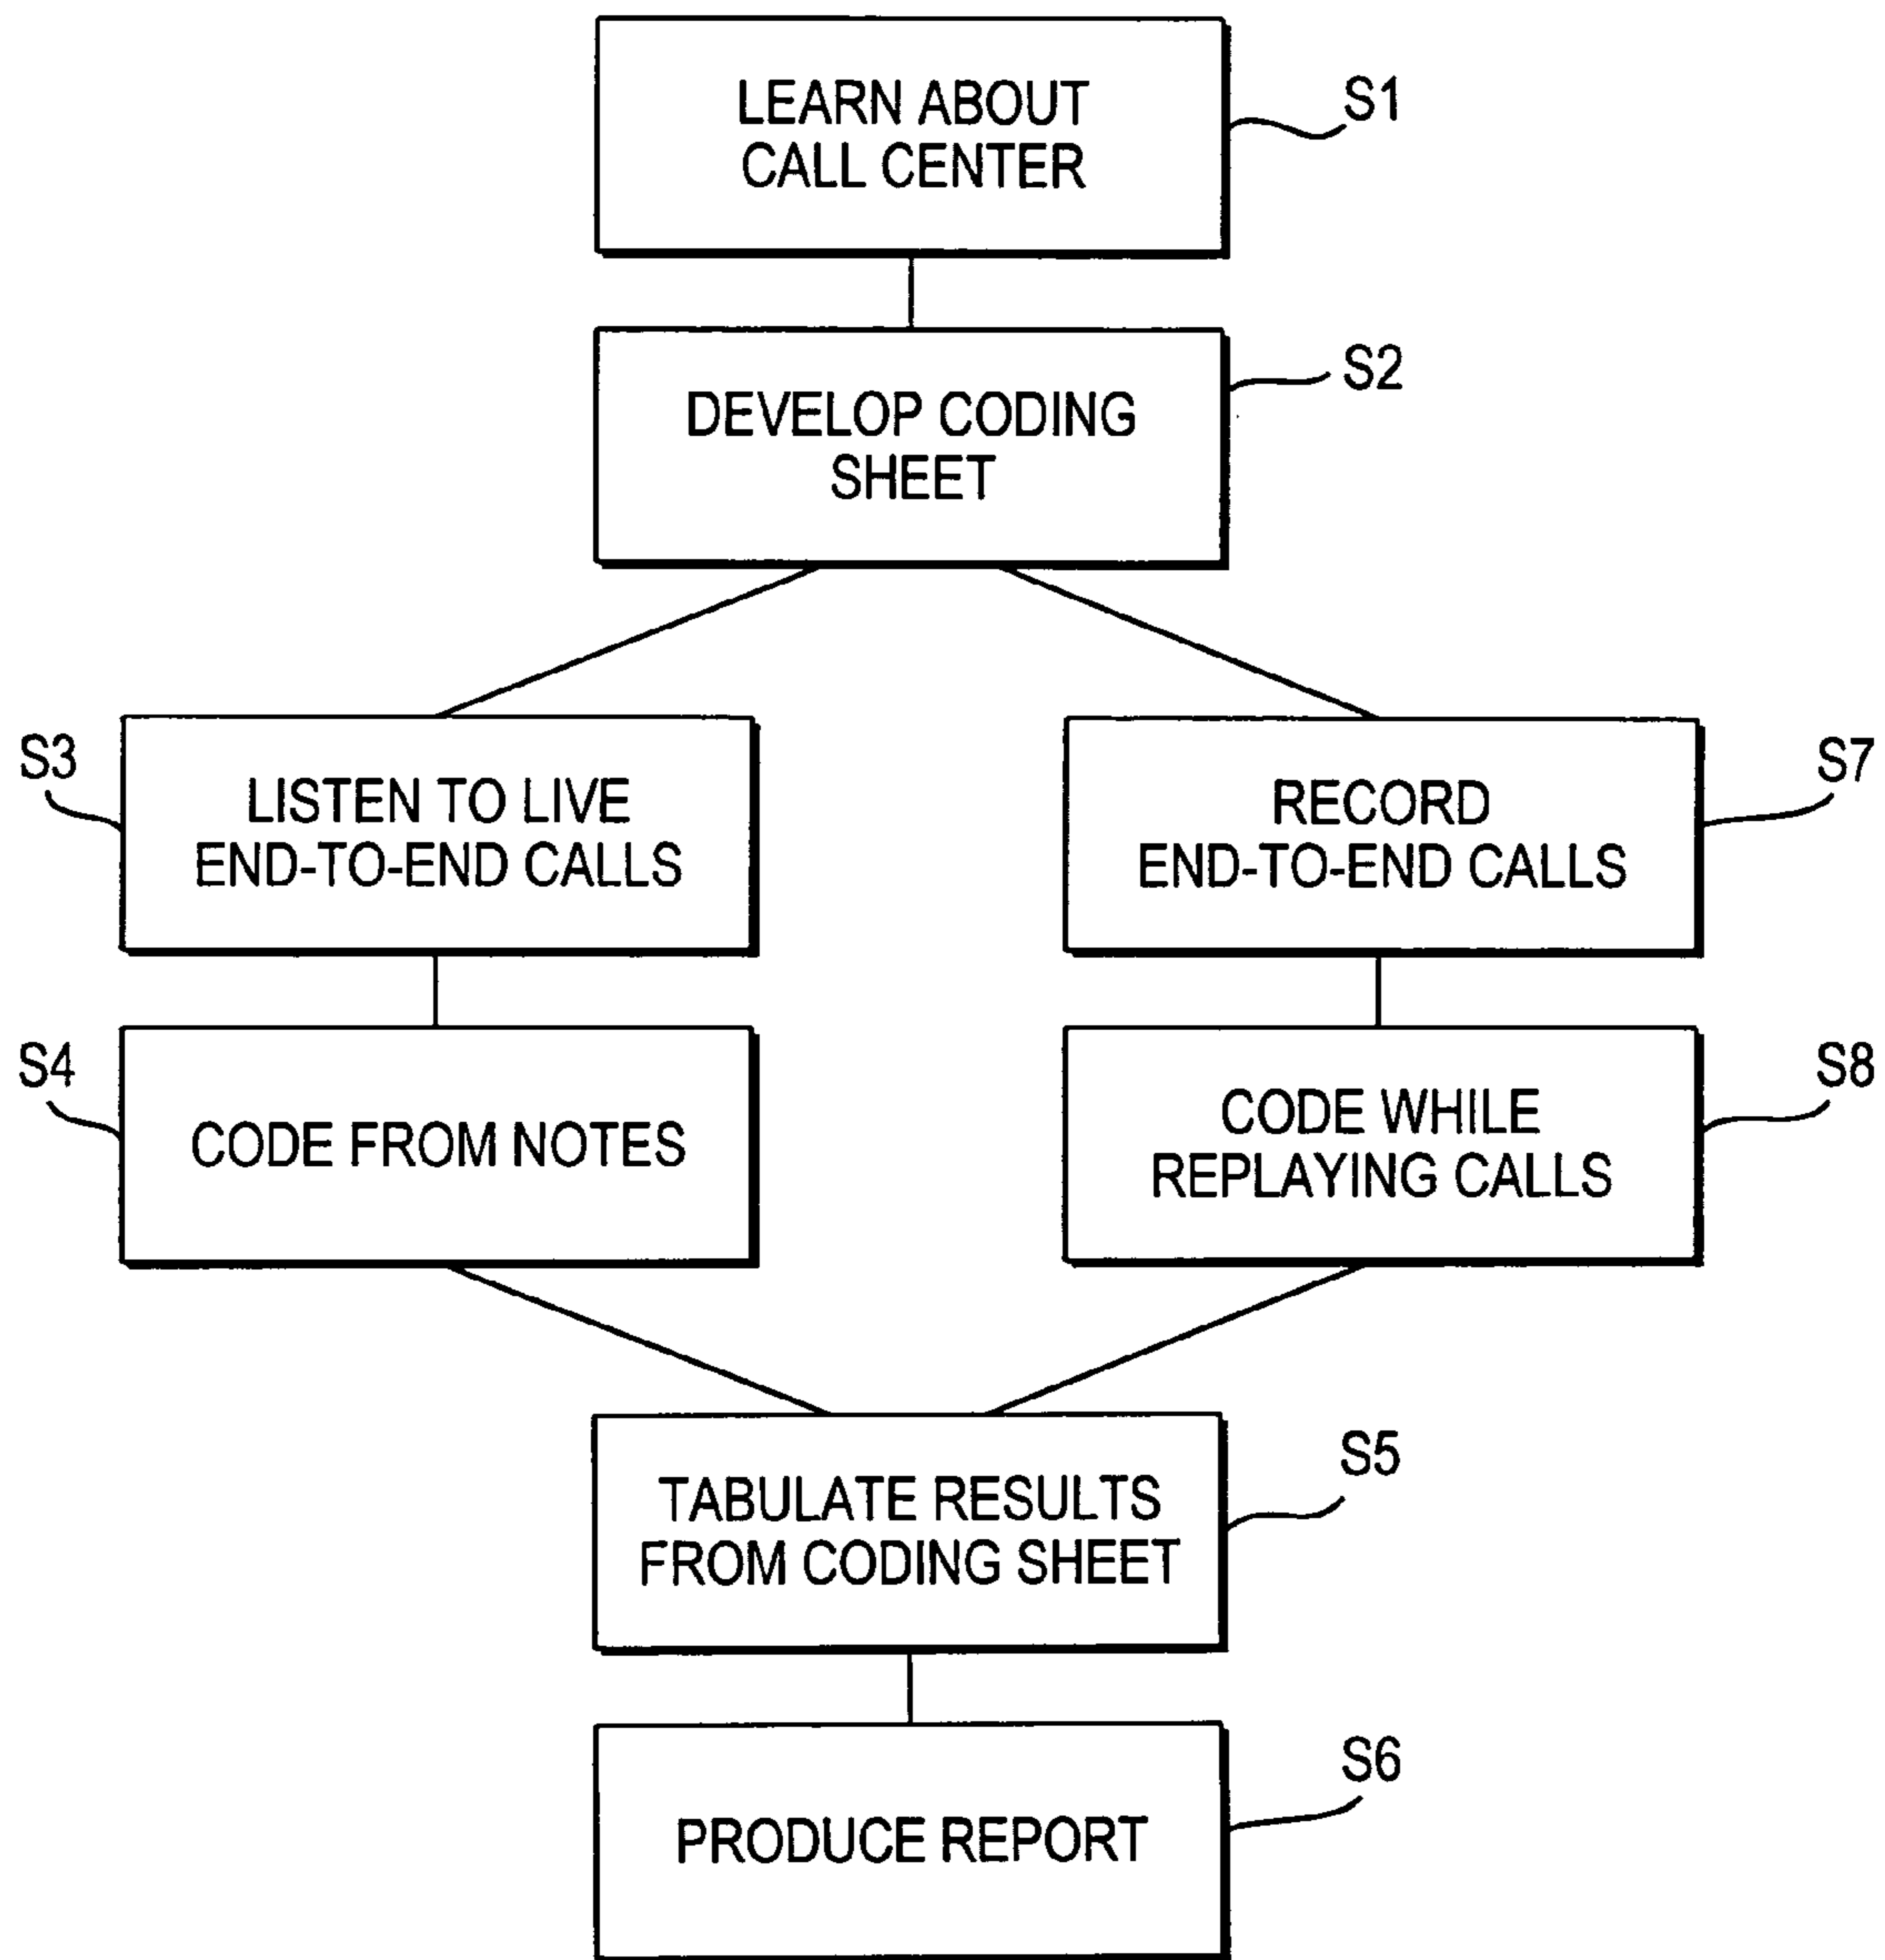 LEARN ABOUT
CALL CENTER
S1
DEVELOP CODING
SHEET
S2
S3
LISTEN TO LIVE
END-TO-END CALLS
RECORD
END-TO-END CALLS
S7
S4
CODE FROM NOTES
CODE WHILE
REPLAYING CALLS
S8
TABULATE RESULTS
FROM CODING SHEET
S5
PRODUCE REPORT
S6